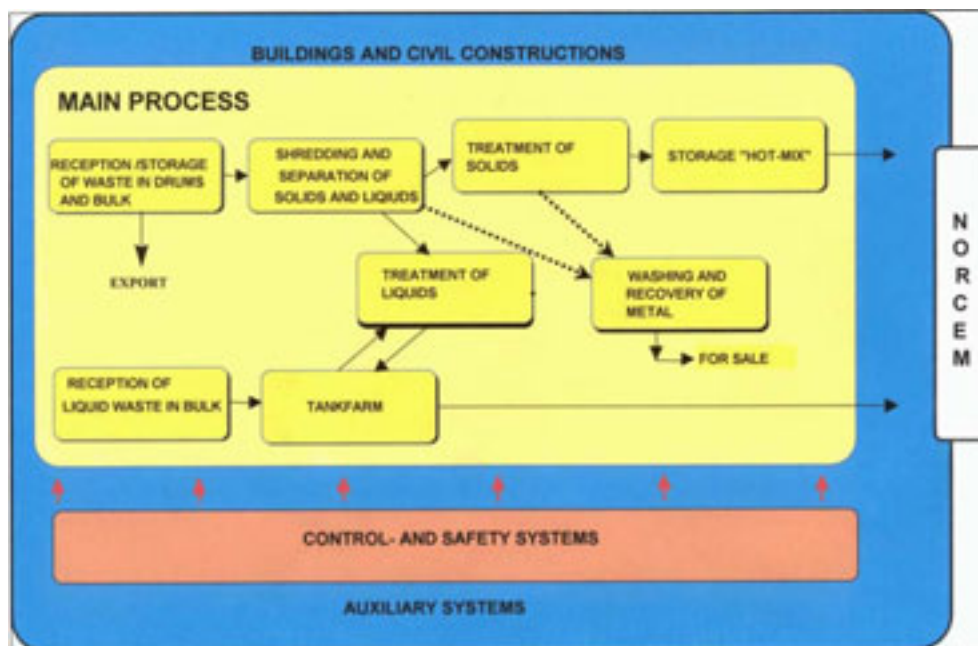 BUILDINGS AND CIVIL CONSTRUCTIONS
MAIN PROCESS
RECEPTION /STORAGE
OF WASTE IN DRUMS
AND BULK
SHREDDING AND
SEPARATION OF
SOLIDS AND LIQIUDS
TREATMENT OF
SOLIDS
STORAGE "HOT-MIX"
EXPORT
TREATMENT OF
LIQUIDS
WASHING AND
RECOVERY OF
METAL
FOR SALE
RECEPTION OF
LIQUID WASTE IN BULK
TANKFARM
NORCEM
CONTROL- AND SAFETY SYSTEMS
AUXILIARY SYSTEMS